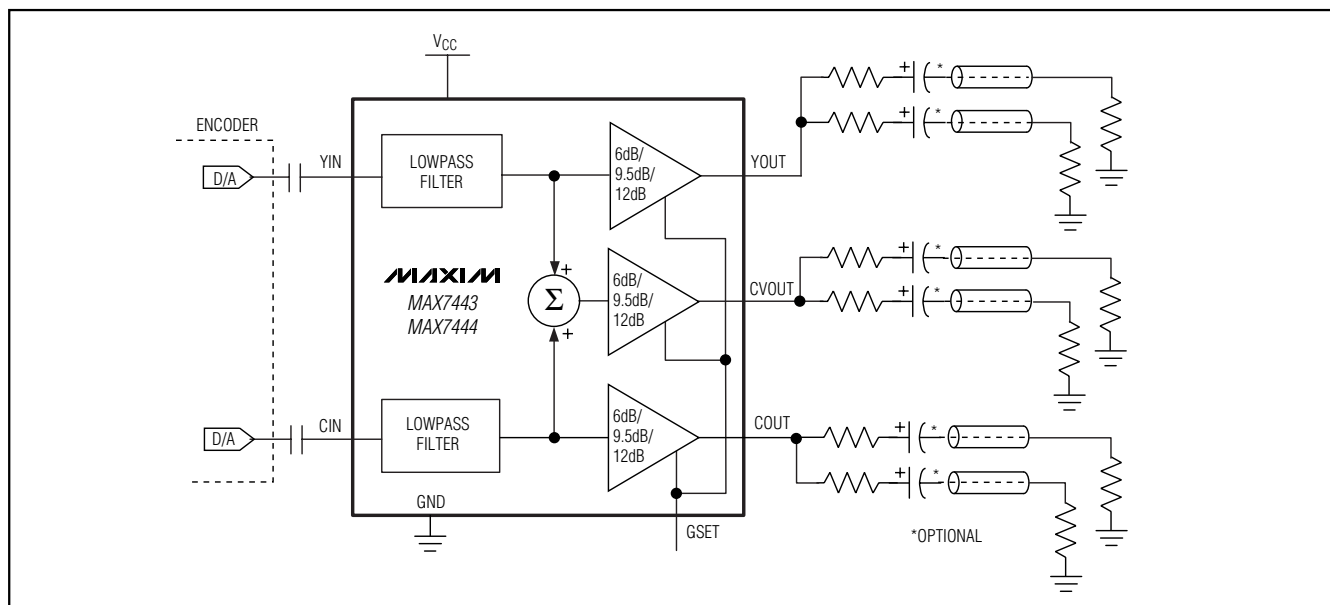 VCC
ENCODER
D/A
YIN
LOWPASS
FILTER
6dB/
9.5dB/
12dB
YOUT
+
*
+
*
MAXIM
MAX7443
MAX7444
+
Σ
+
6dB/
9.5dB/
12dB
CVOUT
+
*
+
*
D/A
CIN
LOWPASS
FILTER
6dB/
9.5dB/
12dB
COUT
+
*
+
*
GND
GSET
*OPTIONAL